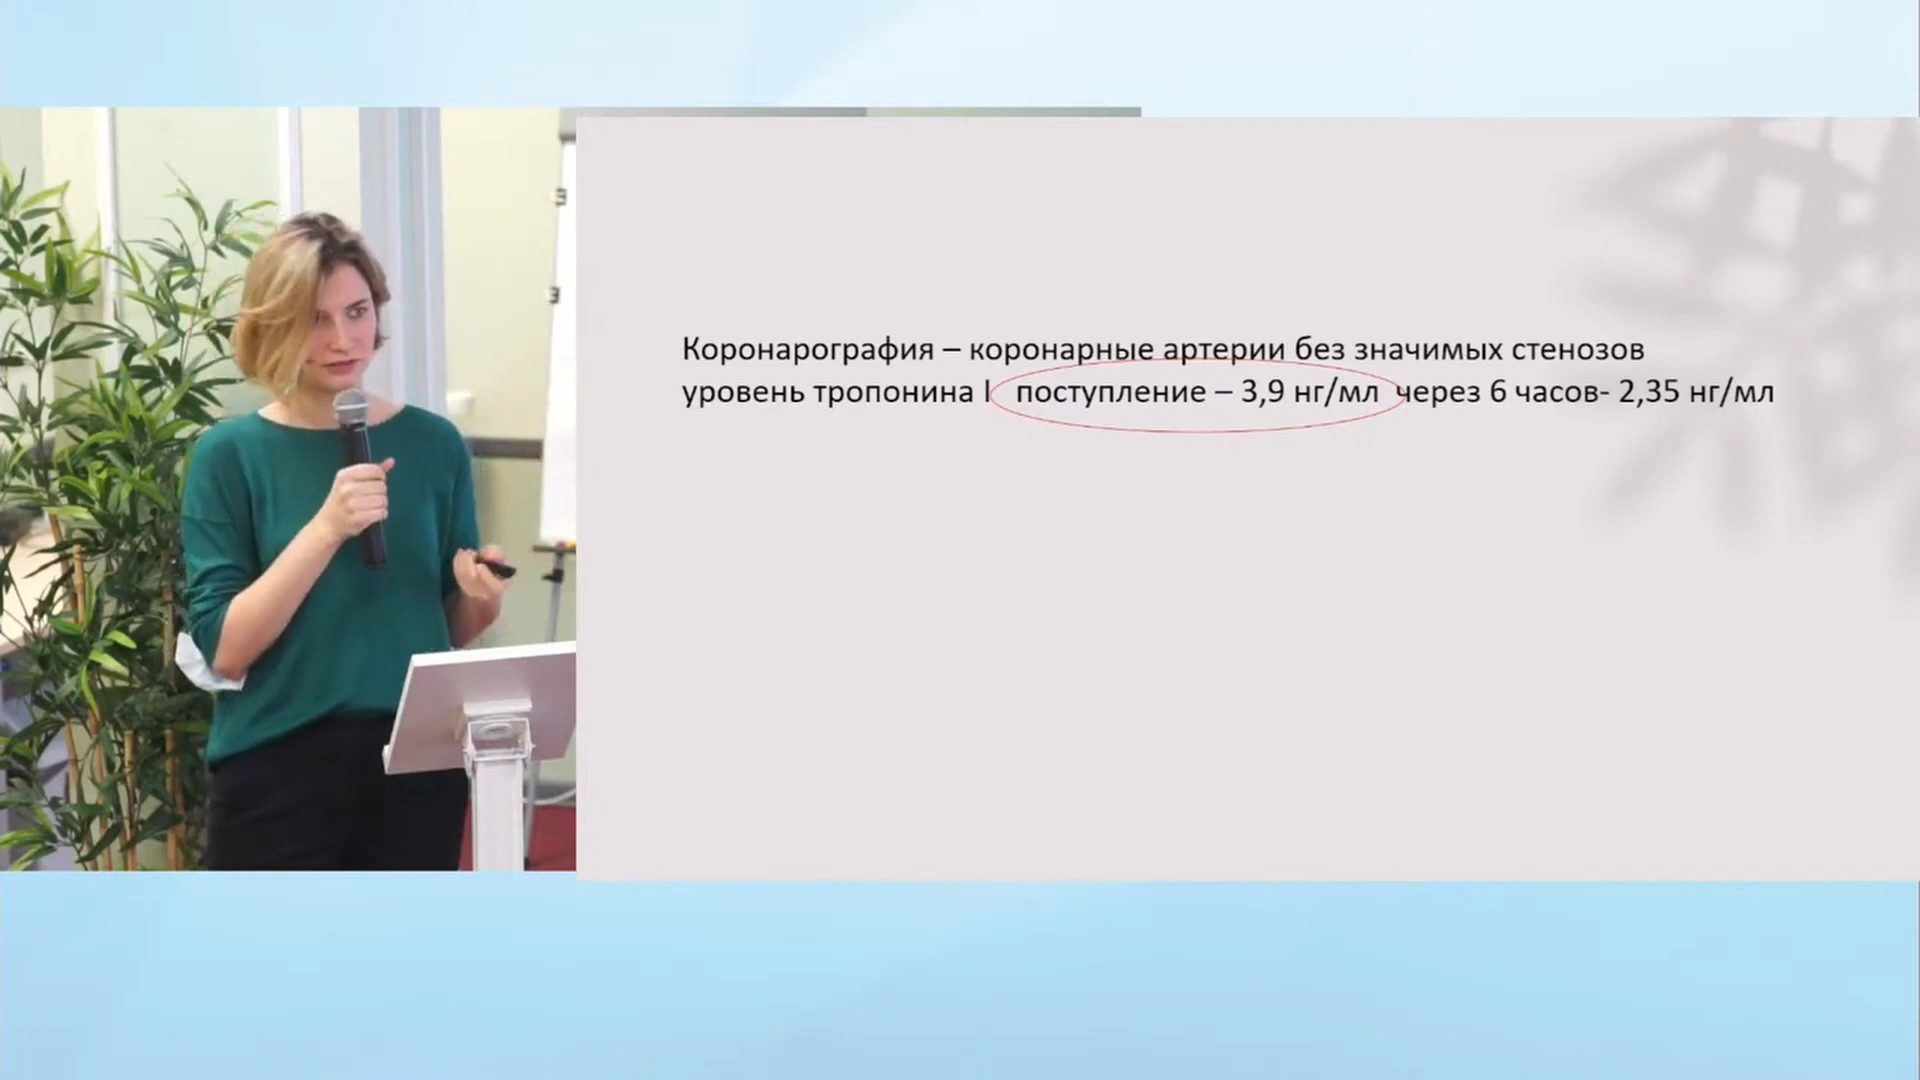 Коронарография – коронарные артерии без значимых стенозов
уровень тропонина I поступление – 3,9 нг/мл через 6 часов- 2,35 нг/мл